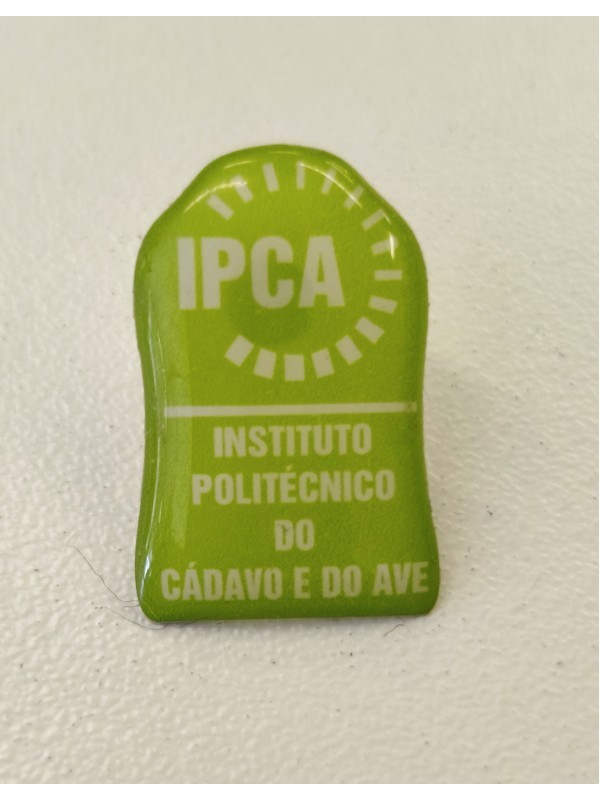 IPCA
INSTITUTO
POLITÉCNICO
DO
CÁDAVO E DO AVE